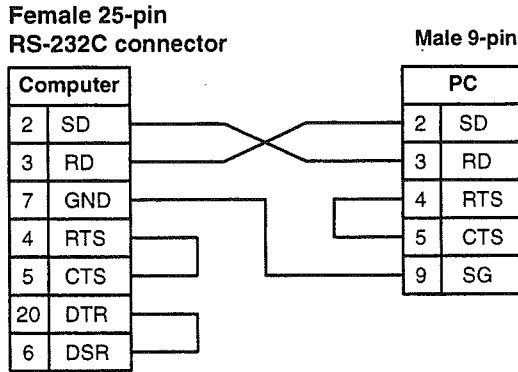 Female 25-pin
RS-232C connector
Male 9-pin
Computer
2 SD
3 RD
7 GND
4 RTS
5 CTS
20 DTR
6 DSR
PC
2 SD
3 RD
4 RTS
5 CTS
9 SG